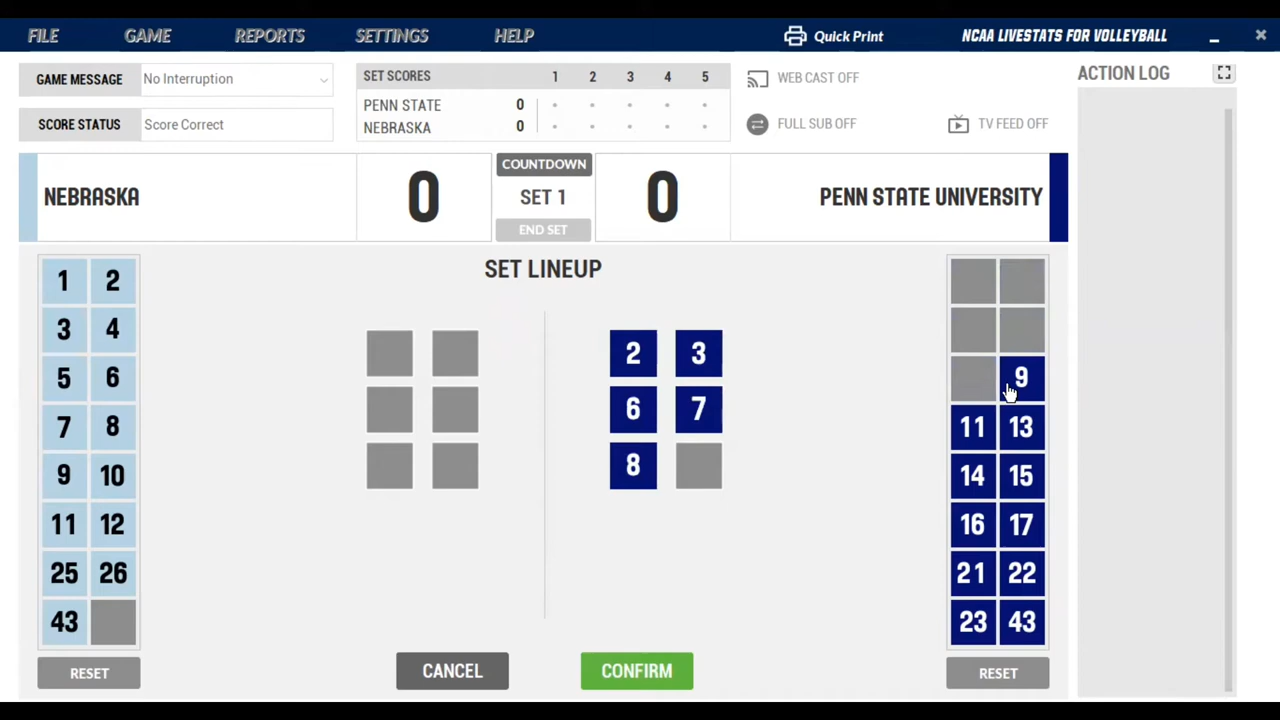 FILE GAME REPORTS SETTINGS HELP Quick Print NCAA LIVESTATS FOR VOLLEYBALL
GAME MESSAGE No Interruption
SCORE STATUS Score Correct
SET SCORES 1 2 3 4 5
PENN STATE 0
NEBRASKA 0
WEB CAST OFF
FULL SUB OFF TV FEED OFF
ACTION LOG
NEBRASKA 0
COUNTDOWN
SET 1
END SET
0 PENN STATE UNIVERSITY
SET LINEUP
1 2
3 4
5 6
7 8
9 10
11 12
25 26
43
RESET
2 3
6 7
8
CANCEL CONFIRM
9
11 13
14 15
16 17
21 22
23 43
RESET